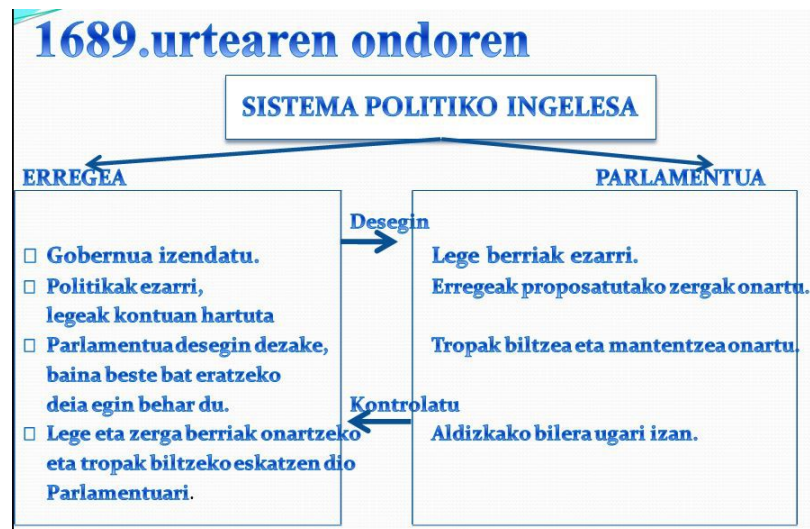 1689.urtearen ondoren
SISTEMA POLITIKO INGELESA
ERREGEA
□ Gobernua izendatu.
□ Politikak ezarri,
legeak kontuan hartuta
□ Parlamentua desegin dezake,
baina beste bat eratzeko
deia egin behar du.
□ Lege eta zerga berriak onartzeko
eta tropak biltzeko eskatzen dio
Parlamentuari.
Desegin
Kontrolatu
PARLAMENTUA
Lege berriak ezarri.
Erregeak proposatutako zergak onartu.
Tropak biltzea eta mantentzea onartu.
Aldizkako bilera ugari izan.